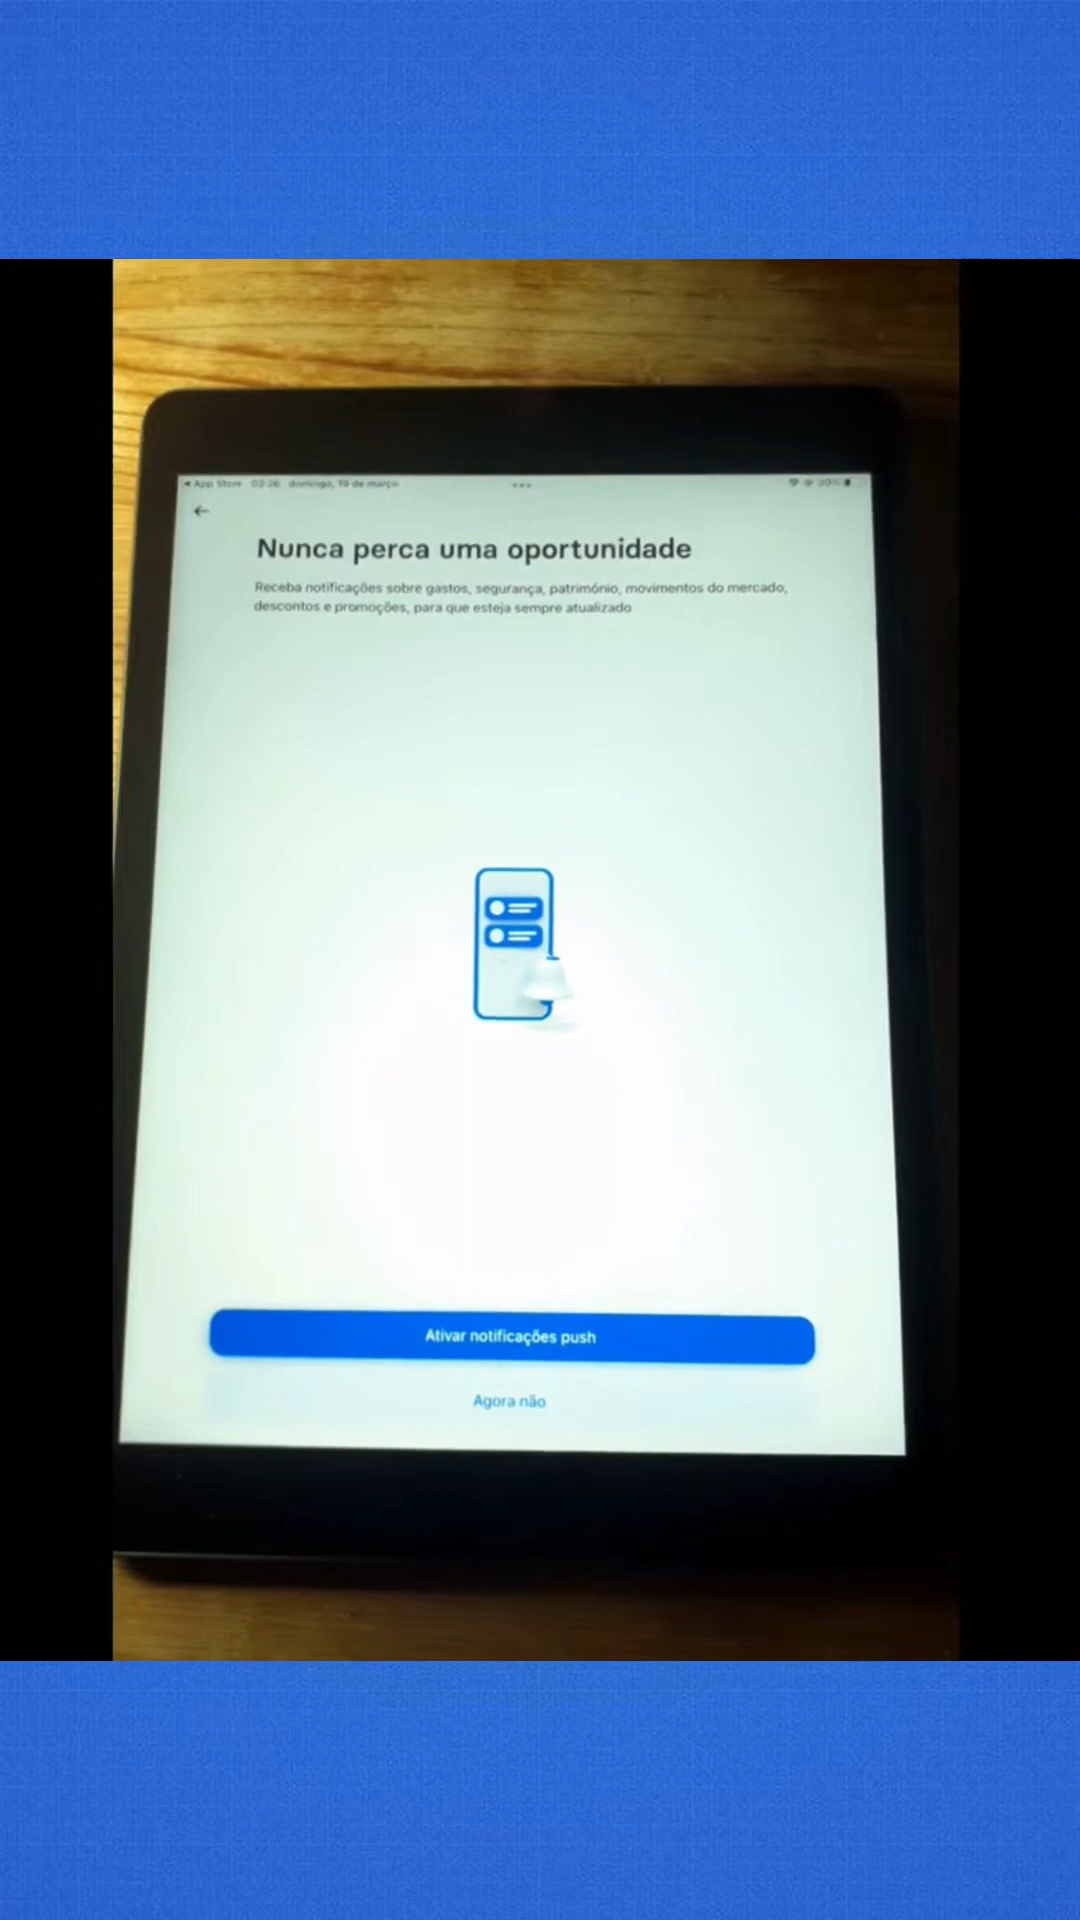 App Store 02:26 domingo, 19 de março 30%
Nunca perca uma oportunidade
Receba notificações sobre gastos, segurança, património, movimentos do mercado,
descontos e promoções, para que esteja sempre atualizado
Ativar notificações push
Agora não